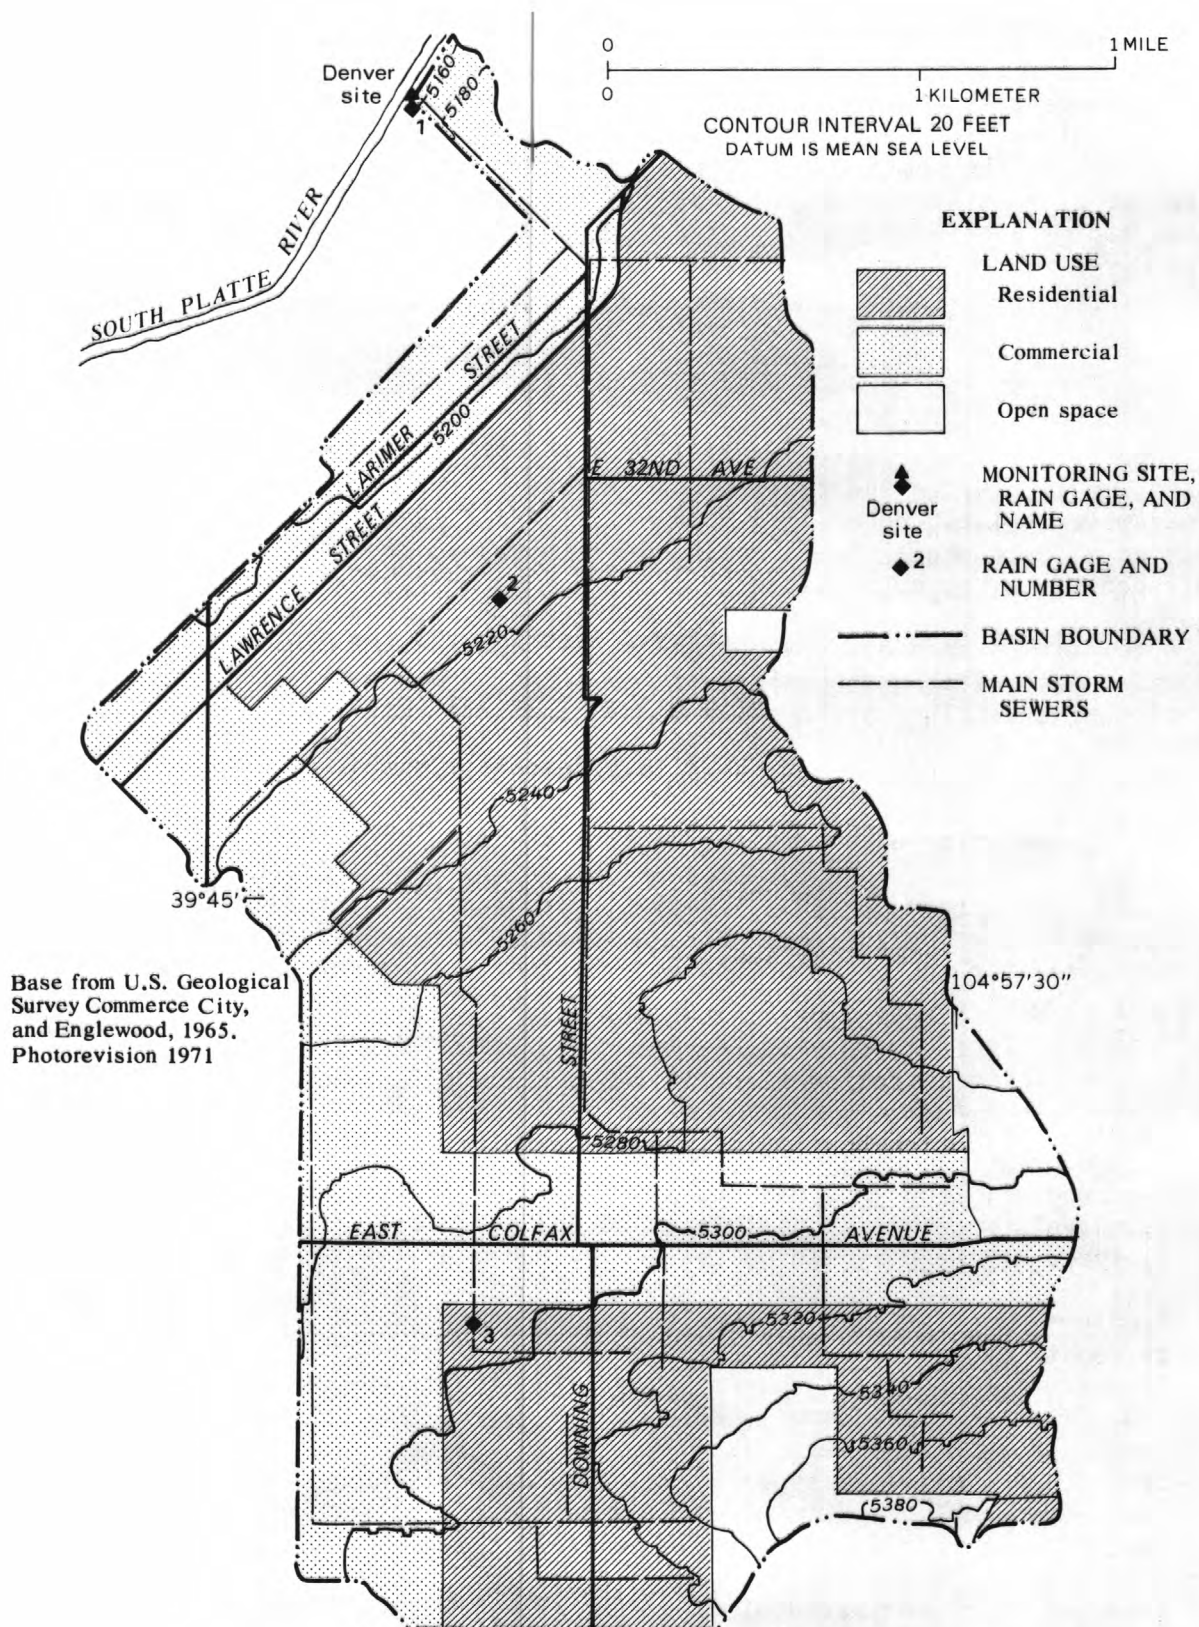 0
1 MILE
0
1 KILOMETER
CONTOUR INTERVAL 20 FEET
DATUM IS MEAN SEA LEVEL
Denver
site
5160
5180
1
SOUTH PLATTE RIVER
EXPLANATION
LAND USE
Residential
Commercial
Open space
MONITORING SITE,
RAIN GAGE, AND
NAME
Denver
site
2
RAIN GAGE AND
NUMBER
BASIN BOUNDARY
MAIN STORM
SEWERS
LARIMER STREET
5200
LAWRENCE STREET
E 32ND AVE
2
5220
5240
39°45'
5260
Base from U.S. Geological
Survey Commerce City,
and Englewood, 1965.
Photorevision 1971
104°57'30"
STREET
5280
5300
EAST COLFAX AVENUE
5320
3
5340
DOWNING
5360
5380